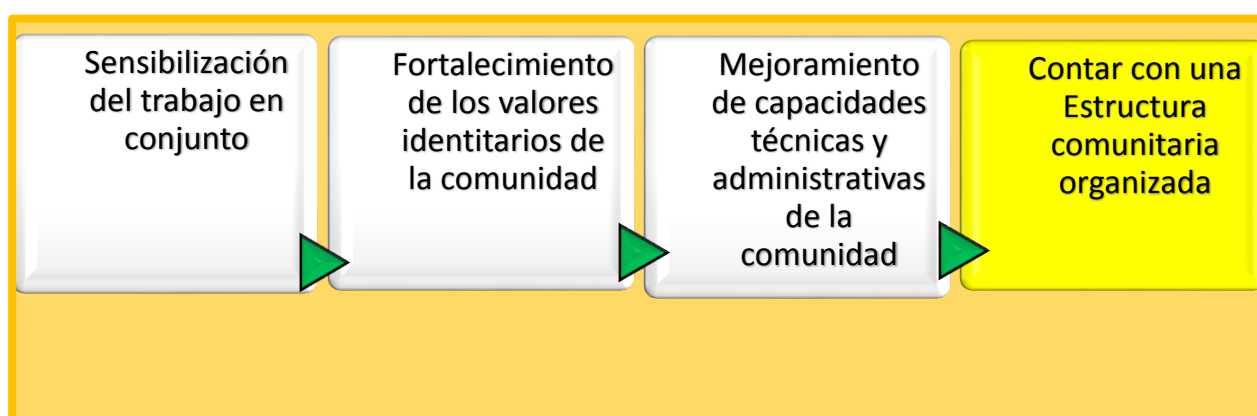 Sensibilización
del trabajo en
conjunto
Fortalecimiento
de los valores
identitarios de
la comunidad
Mejoramiento
de capacidades
técnicas y
administrativas
de la
comunidad
Contar con una
Estructura
comunitaria
organizada